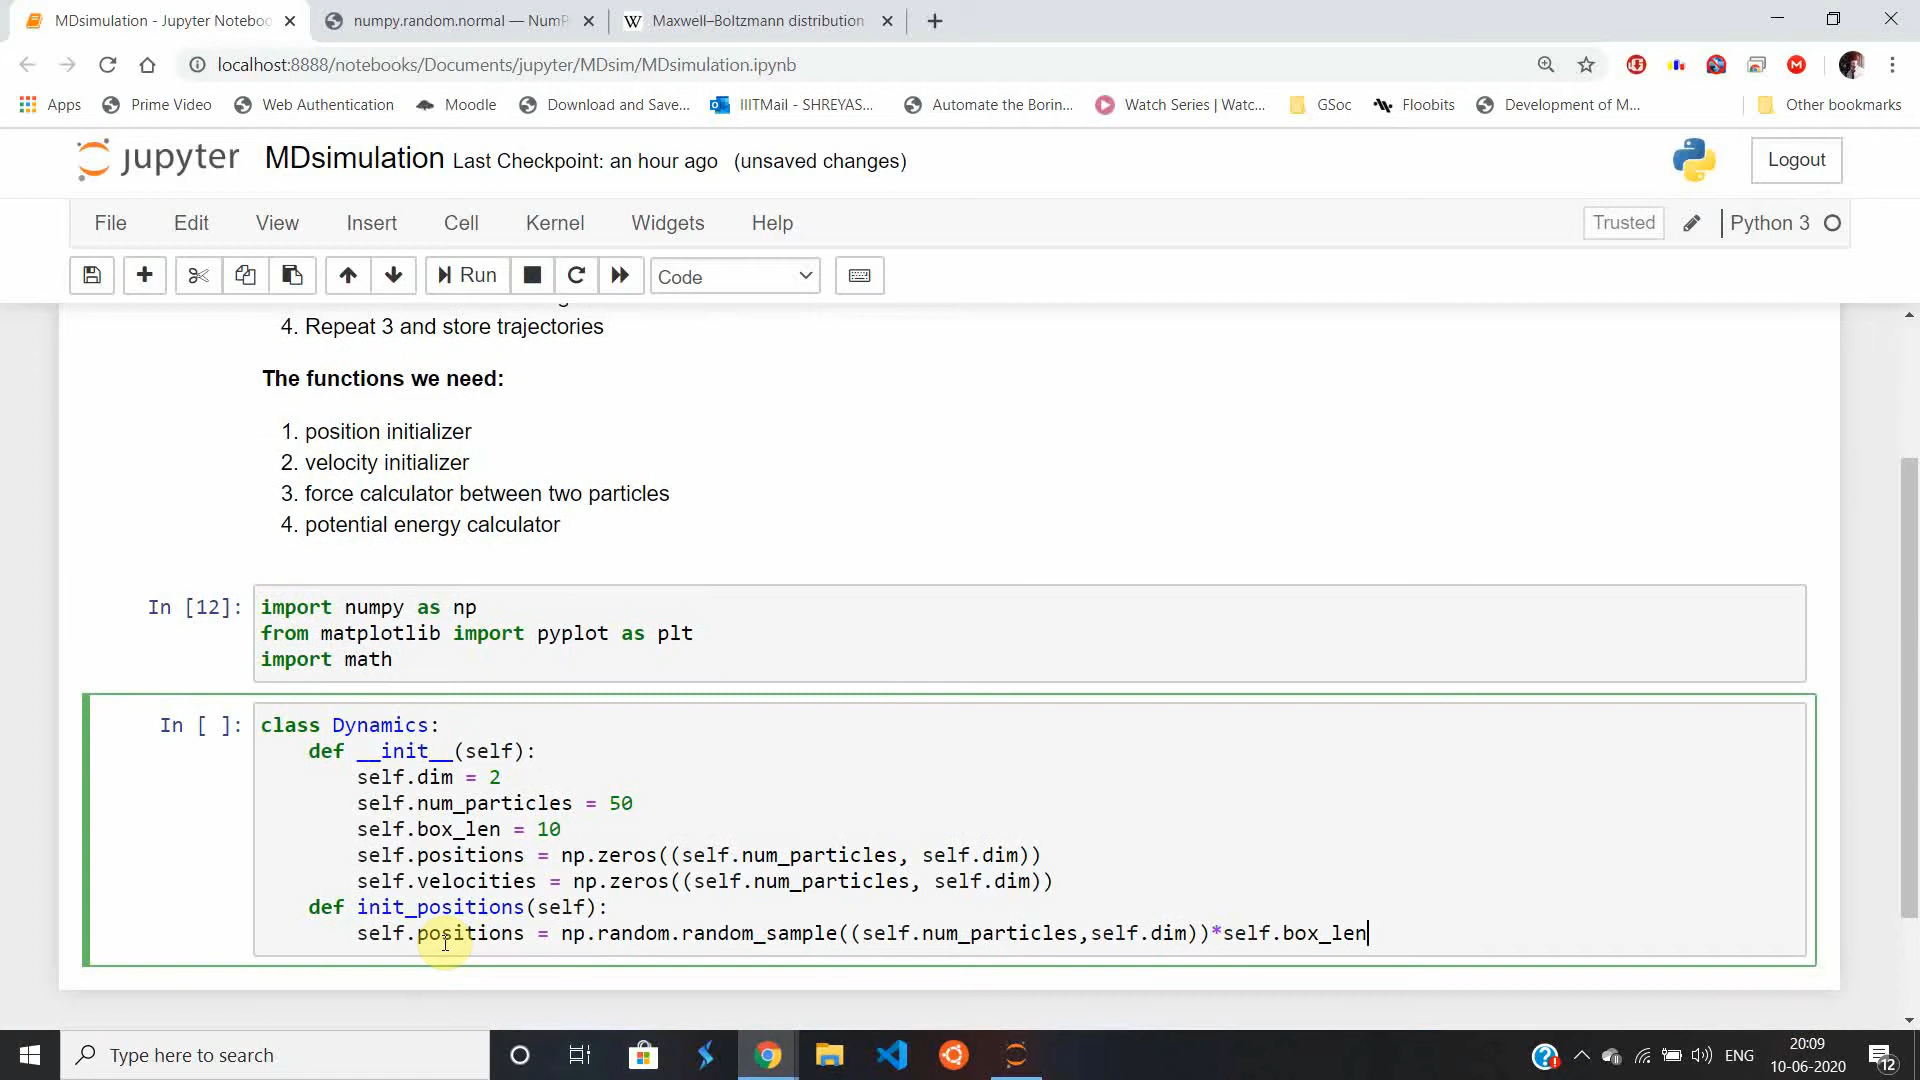 MDsimulation - Jupyter Notebo
numpy.random.normal — NumP
W Maxwell–Boltzmann distribution
localhost:8888/notebooks/Documents/jupyter/MDsim/MDsimulation.ipynb
Apps Prime Video Web Authentication Moodle Download and Save... IIITMail - SHREYAS... Automate the Borin... Watch Series | Watc... GSoc Floobits Development of M... Other bookmarks
jupyter MDsimulation Last Checkpoint: an hour ago (unsaved changes) Logout
File Edit View Insert Cell Kernel Widgets Help Trusted Python 3
Run Code
4. Repeat 3 and store trajectories
The functions we need:
1. position initializer
2. velocity initializer
3. force calculator between two particles
4. potential energy calculator
In [12]: import numpy as np
from matplotlib import pyplot as plt
import math
In [ ]: class Dynamics:
def __init__(self):
self.dim = 2
self.num_particles = 50
self.box_len = 10
self.positions = np.zeros((self.num_particles, self.dim))
self.velocities = np.zeros((self.num_particles, self.dim))
def init_positions(self):
self.positions = np.random.random_sample((self.num_particles,self.dim))*self.box_len
Type here to search
ENG
20:09
10-06-2020
12